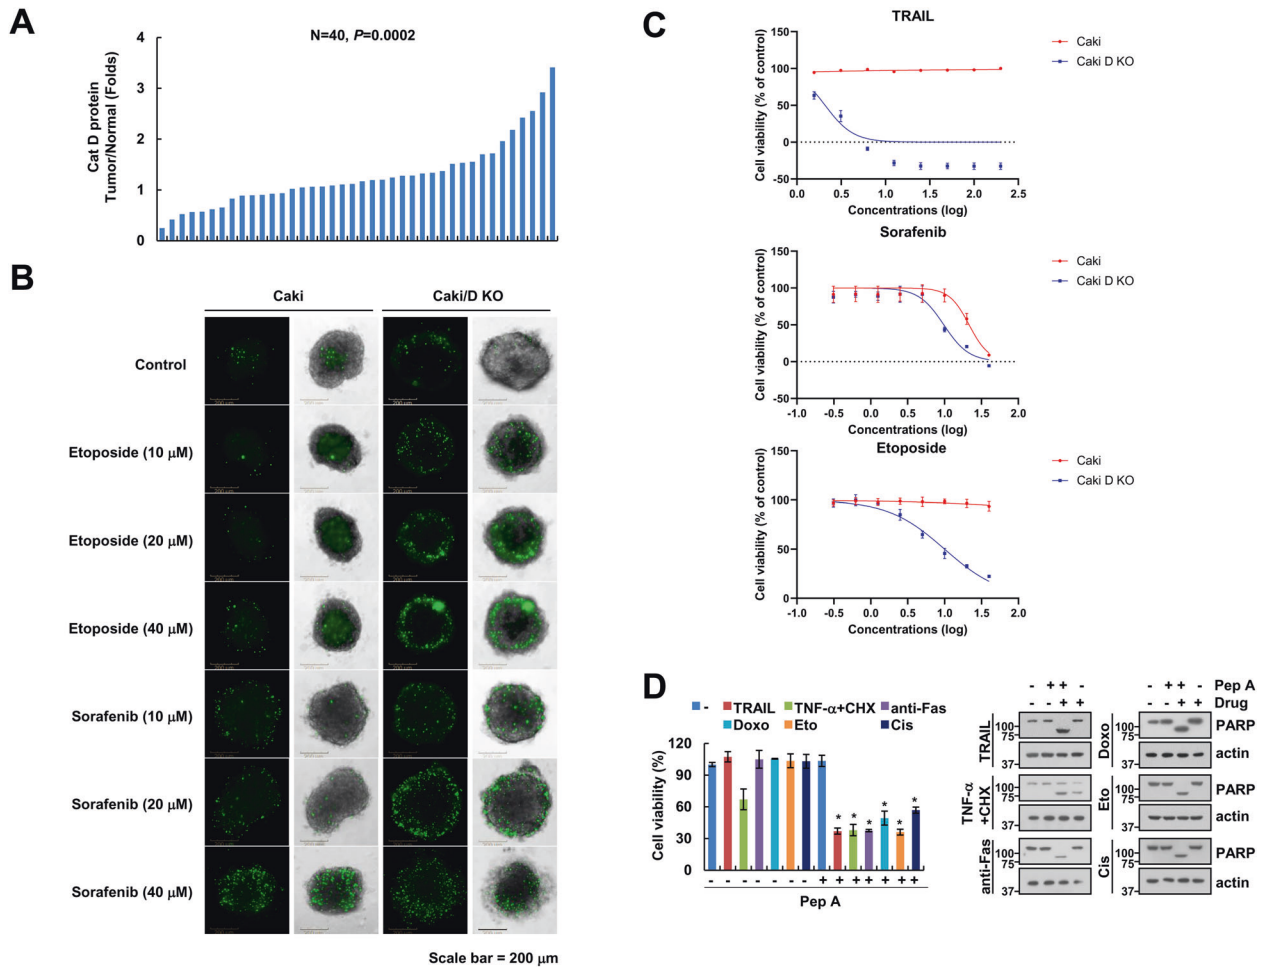 A
N=40, P=0.0002
Cat D protein
Tumor/Normal (Folds)
4
3
2
1
0
B
Caki
Caki/D KO
Control
Etoposide (10 μM)
Etoposide (20 μM)
Etoposide (40 μM)
Sorafenib (10 μM)
Sorafenib (20 μM)
Sorafenib (40 μM)
Scale bar = 200 μm
C
TRAIL
Cell viability (% of control)
150
100
50
0
-50
0.0 0.5 1.0 1.5 2.0 2.5
Concentrations (log)
Caki
Caki D KO
Sorafenib
Cell viability (% of control)
150
100
50
0
-50
-1.0 -0.5 0.0 0.5 1.0 1.5 2.0
Concentrations (log)
Caki
Caki D KO
Etoposide
Cell viability (% of control)
150
100
50
0
-1.0 -0.5 0.0 0.5 1.0 1.5 2.0
Concentrations (log)
Caki
Caki D KO
D
- TRAIL TNF-α+CHX anti-Fas
Doxo Eto Cis
Cell viability (%)
120
90
60
30
0
* * * * * *
- - - - - - - + + + + + + +
Pep A
- + + - - + + - Pep A
- - + + - - + + Drug
TRAIL 100 75 37 Doxo 100 75 37 PARP actin
TNF-α +CHX 100 75 37 Eto 100 75 37 PARP actin
anti-Fas 100 75 37 Cis 100 75 37 PARP actin